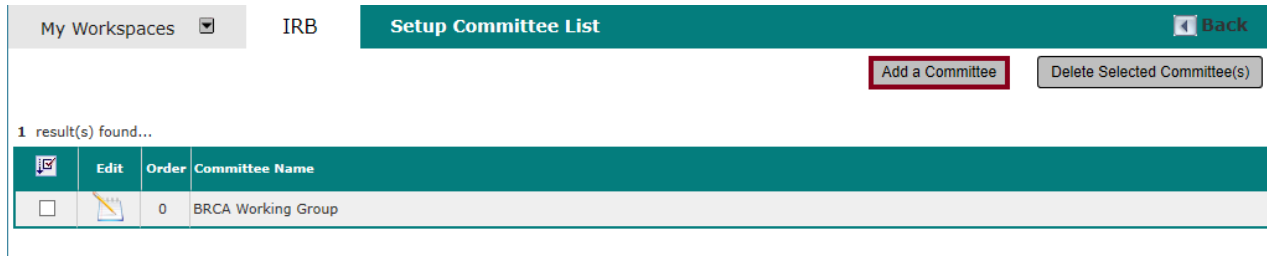 My Workspaces IRB Setup Committee List Back
Add a Committee Delete Selected Committee(s)
1 result(s) found...
Edit Order Committee Name
0 BRCA Working Group